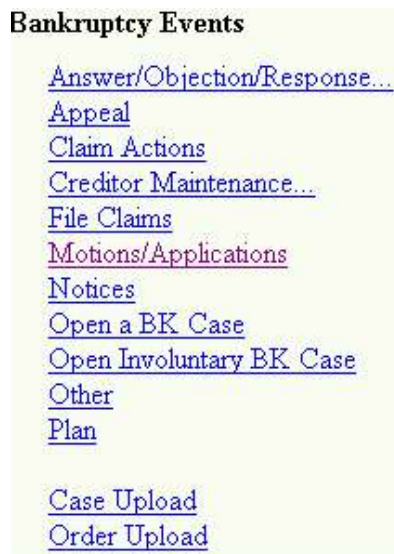 Bankruptcy Events
Answer/Objection/Response...
Appeal
Claim Actions
Creditor Maintenance...
File Claims
Motions/Applications
Notices
Open a BK Case
Open Involuntary BK Case
Other
Plan
Case Upload
Order Upload